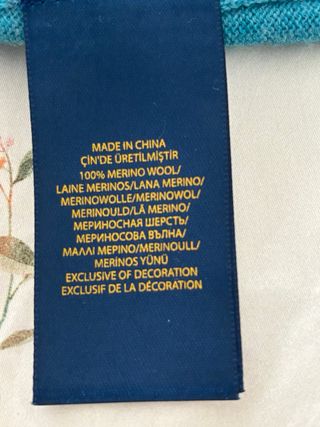 MADE IN CHINA
ÇİN'DE ÜRETİLMİŞTİR
100% MERINO WOOL/
LAINE MERINOS/LANA MERINO/
MERINOWOLLE/MERINOWOL/
MERINOULD/LÃ MERINO/
МЕРИНОСНАЯ ШЕРСТЬ/
МЕРИНОСОВА ВЪЛНА/
ΜΑΛΛΙ ΜΕΡΙΝΟ/MERINOULL/
MERİNOS YÜNÜ
EXCLUSIVE OF DECORATION
EXCLUSIF DE LA DÉCORATION